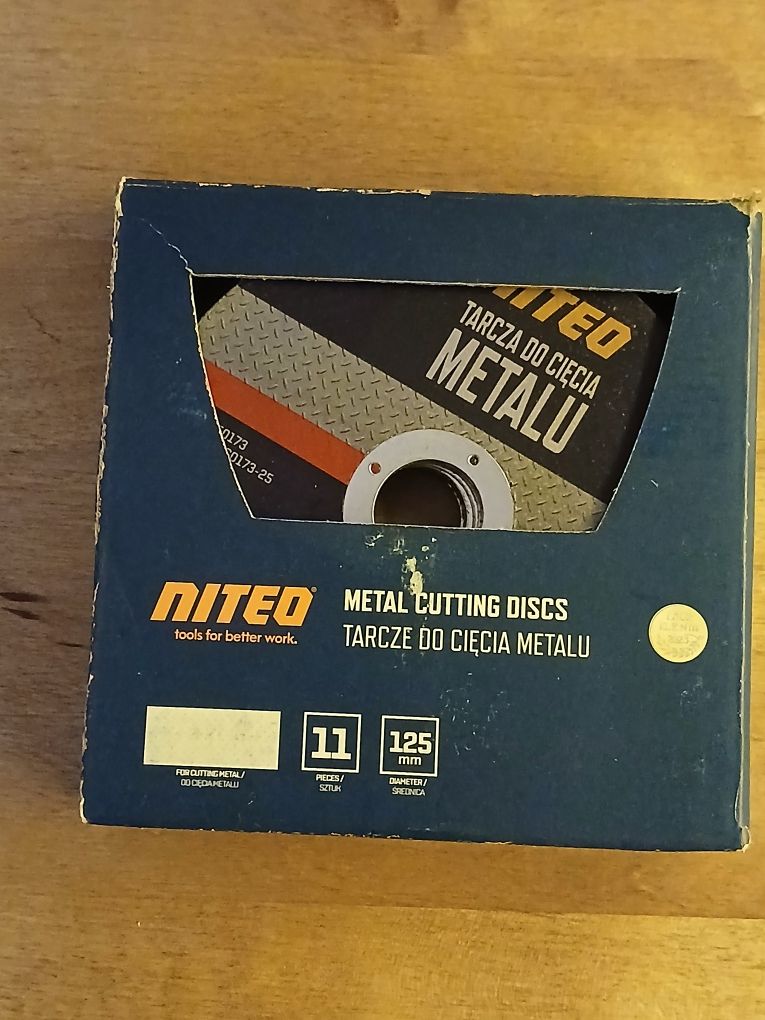 NITEO
TARCZA DO CIĘCIA
METALU
0173
0173-25
NITEO®
tools for better work.
METAL CUTTING DISCS
TARCZE DO CIĘCIA METALU
FOR CUTTING METAL /
DO CIĘCIA METALU
11
PIECES /
SZTUK
125
mm
DIAMETER /
ŚREDNICA